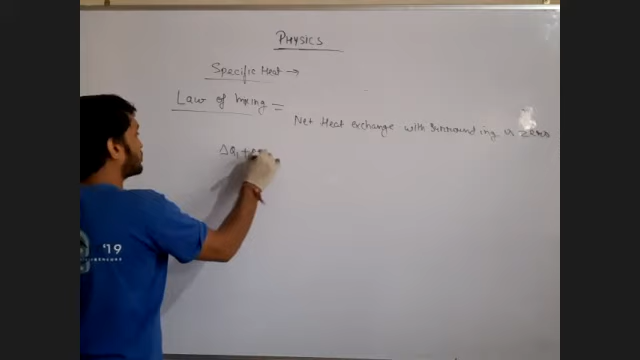 PHYSICS
Specific Heat →
Law of mixing =
Net Heat exchange with surrounding is zero
ΔQ₁ +
'19